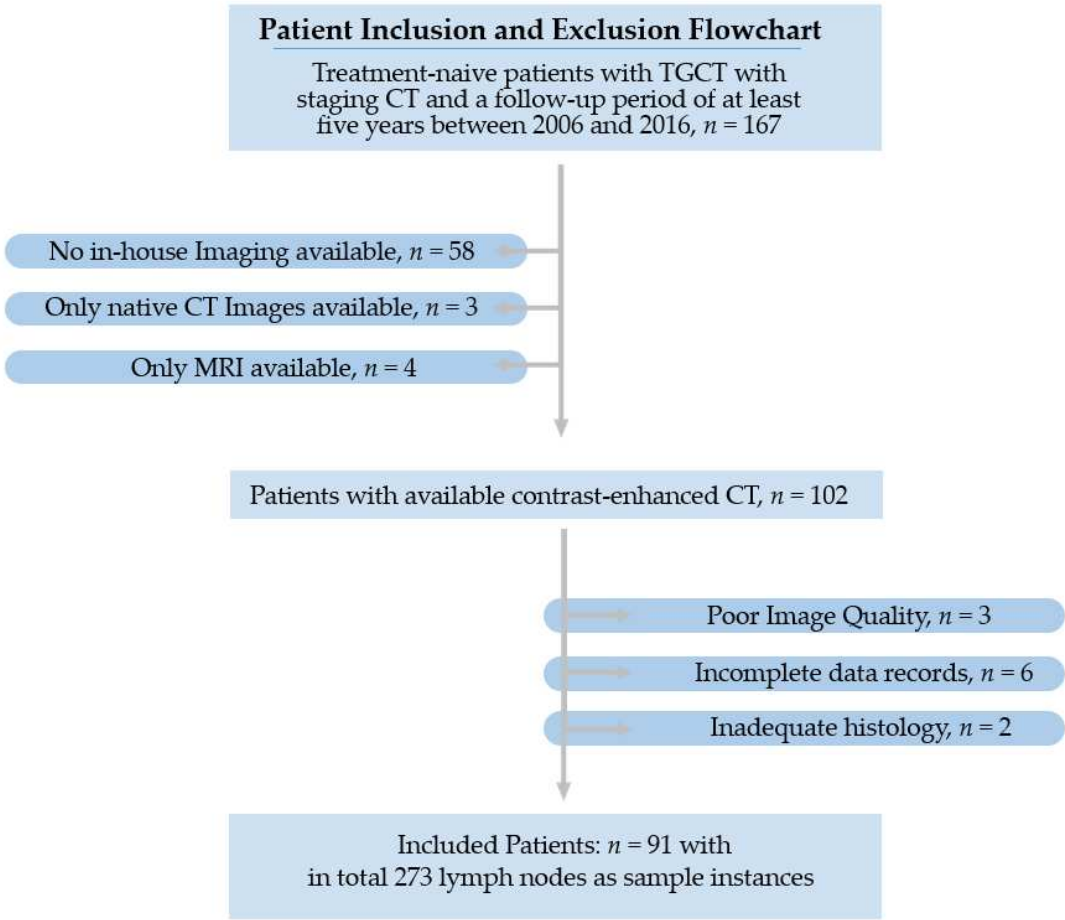 Patient Inclusion and Exclusion Flowchart
Treatment-naive patients with TGCT with
staging CT and a follow-up period of at least
five years between 2006 and 2016, n = 167
No in-house Imaging available, n = 58
Only native CT Images available, n = 3
Only MRI available, n = 4
Patients with available contrast-enhanced CT, n = 102
Poor Image Quality, n = 3
Incomplete data records, n = 6
Inadequate histology, n = 2
Included Patients: n = 91 with
in total 273 lymph nodes as sample instances